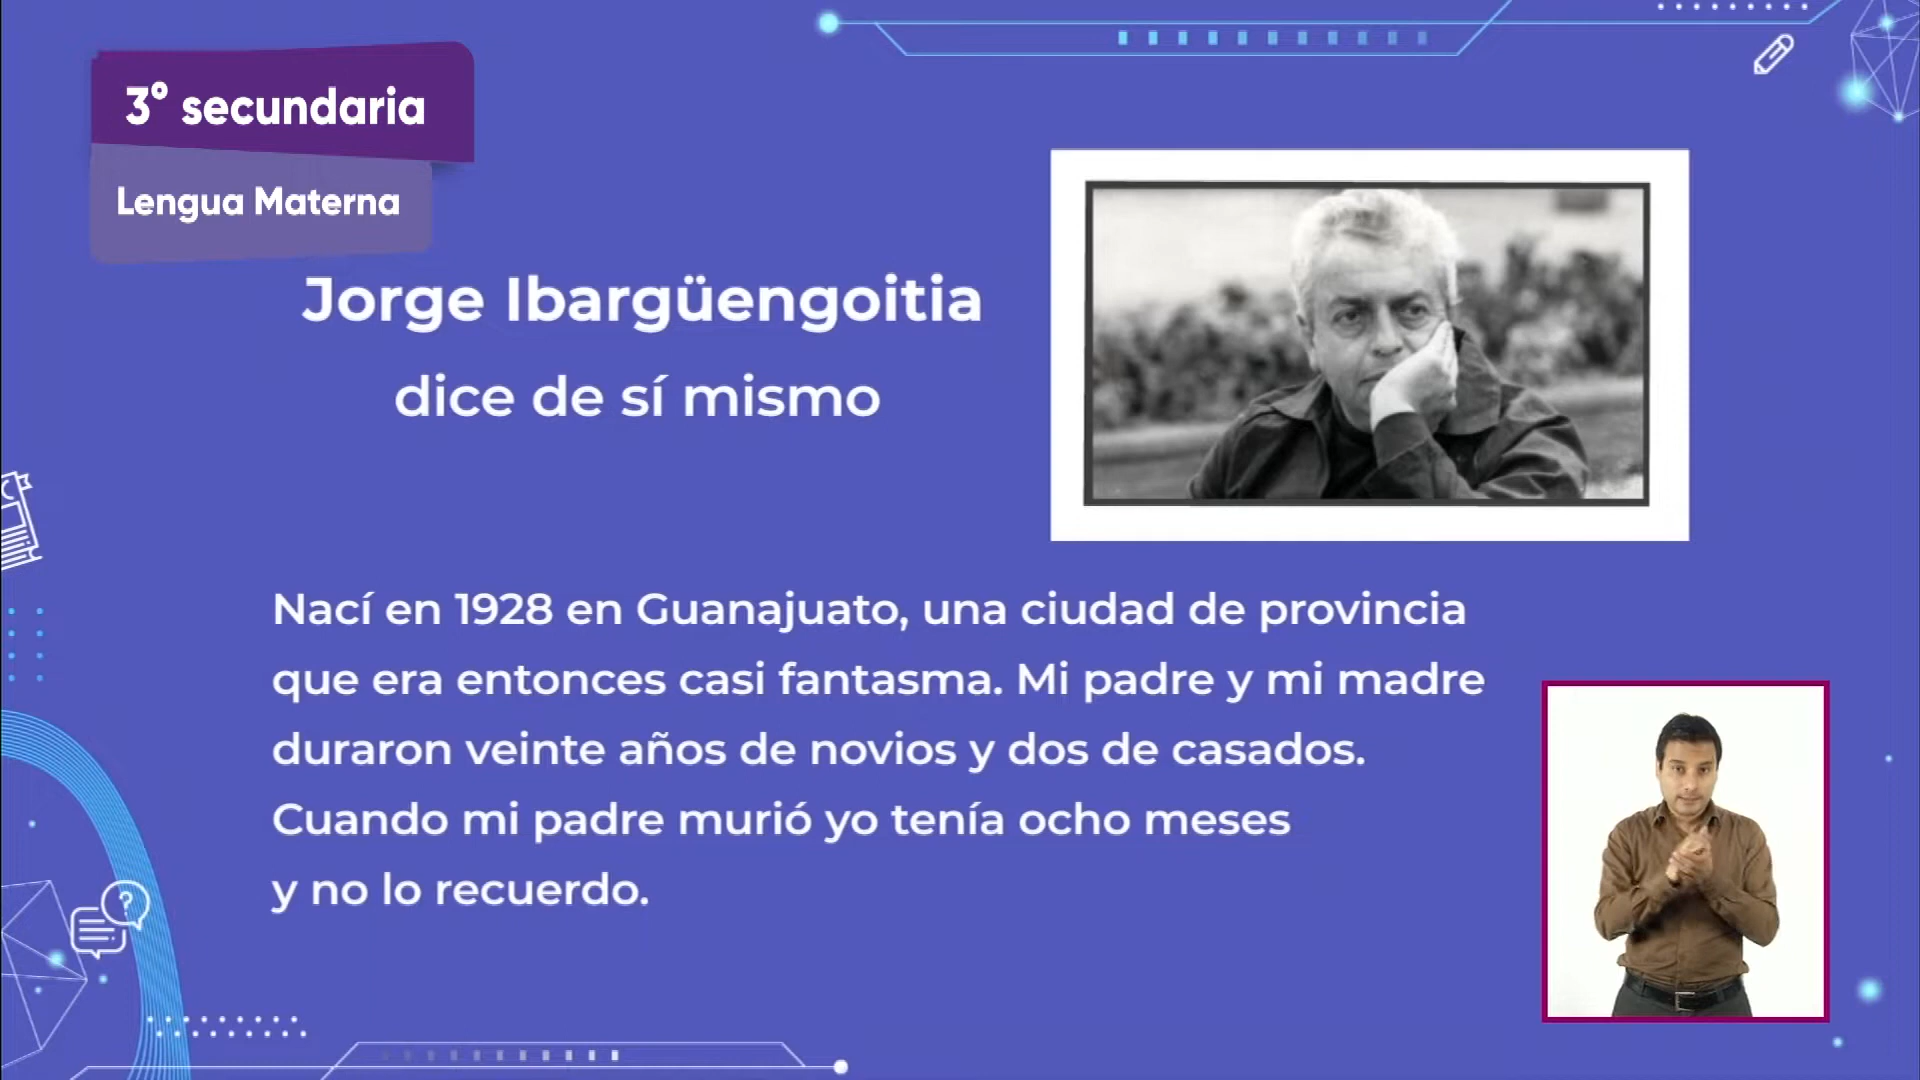 3° secundaria
Lengua Materna
Jorge Ibargüengoitia
dice de sí mismo
Nací en 1928 en Guanajuato, una ciudad de provincia
que era entonces casi fantasma. Mi padre y mi madre
duraron veinte años de novios y dos de casados.
Cuando mi padre murió yo tenía ocho meses
y no lo recuerdo.